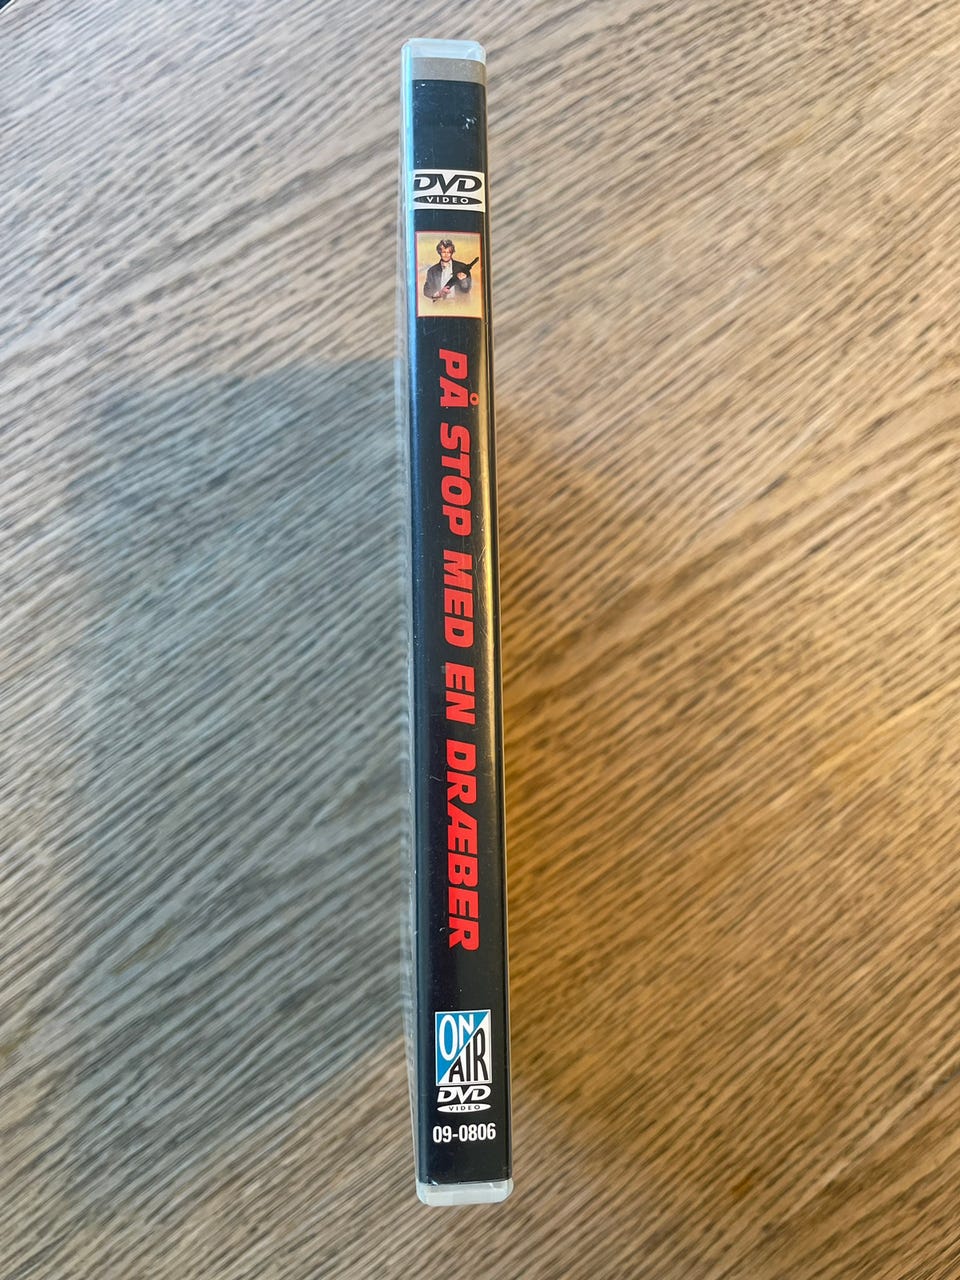 DVD
VIDEO
PÅ STOP MED EN DRÆBER
ON
AIR
DVD
VIDEO
09-0806